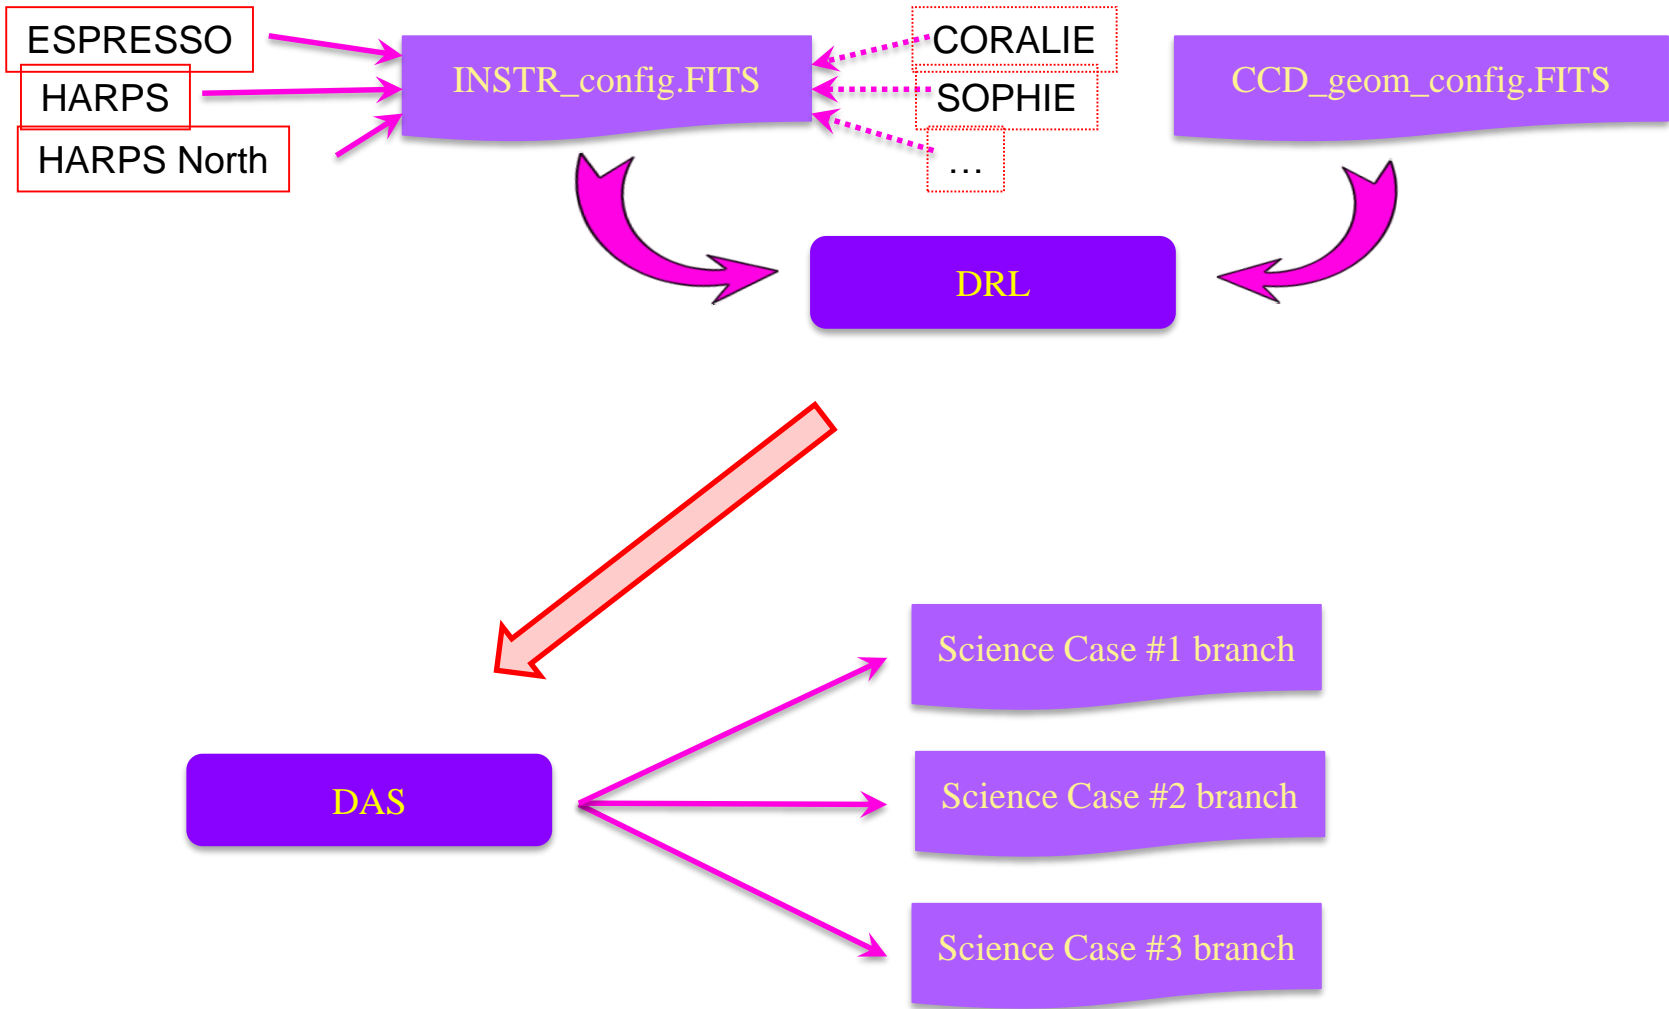 ESPRESSO
HARPS
HARPS North
INSTR_config.FITS
CORALIE
SOPHIE
...
CCD_geom_config.FITS
DRL
DAS
Science Case #1 branch
Science Case #2 branch
Science Case #3 branch